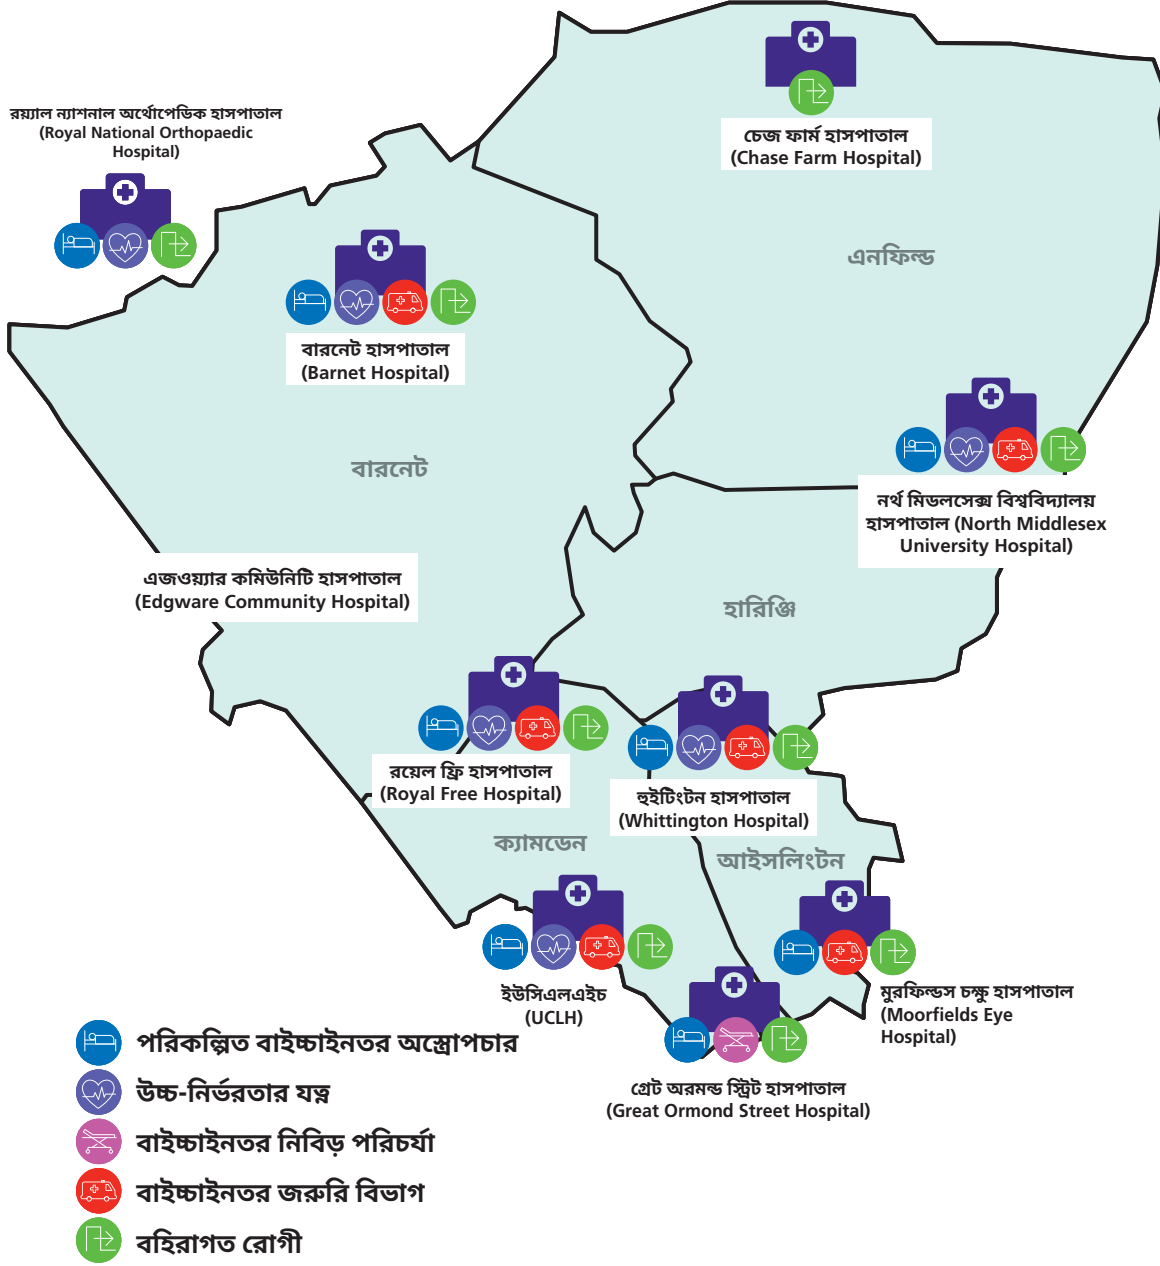 রয়্যাল ন্যাশনাল অর্থোপেডিক হাসপাতাল
(Royal National Orthopaedic
Hospital)
চেজ ফার্ম হাসপাতাল
(Chase Farm Hospital)
এনফিল্ড
বারনেট হাসপাতাল
(Barnet Hospital)
বারনেট
নর্থ মিডলসেক্স বিশ্ববিদ্যালয়
হাসপাতাল (North Middlesex
University Hospital)
এজওয়্যার কমিউনিটি হাসপাতাল
(Edgware Community Hospital)
হারিঞ্জি
রয়েল ফ্রি হাসপাতাল
(Royal Free Hospital)
হুইটিংটন হাসপাতাল
(Whittington Hospital)
ক্যামডেন
আইসলিংটন
ইউসিএলএইচ
(UCLH)
মুরফিল্ডস চক্ষু হাসপাতাল
(Moorfields Eye
Hospital)
গ্রেট অরমন্ড স্ট্রিট হাসপাতাল
(Great Ormond Street Hospital)
পরিকল্পিত বাইচ্চাইনতর অস্ত্রোপচার
উচ্চ-নির্ভরতার যত্ন
বাইচ্চাইনতর নিবিড় পরিচর্যা
বাইচ্চাইনতর জরুরি বিভাগ
বহিরাগত রোগী